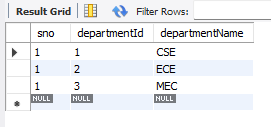 Result Grid Filter Rows:
sno departmentId departmentName
1 1 CSE
1 2 ECE
1 3 MEC
NULL NULL NULL